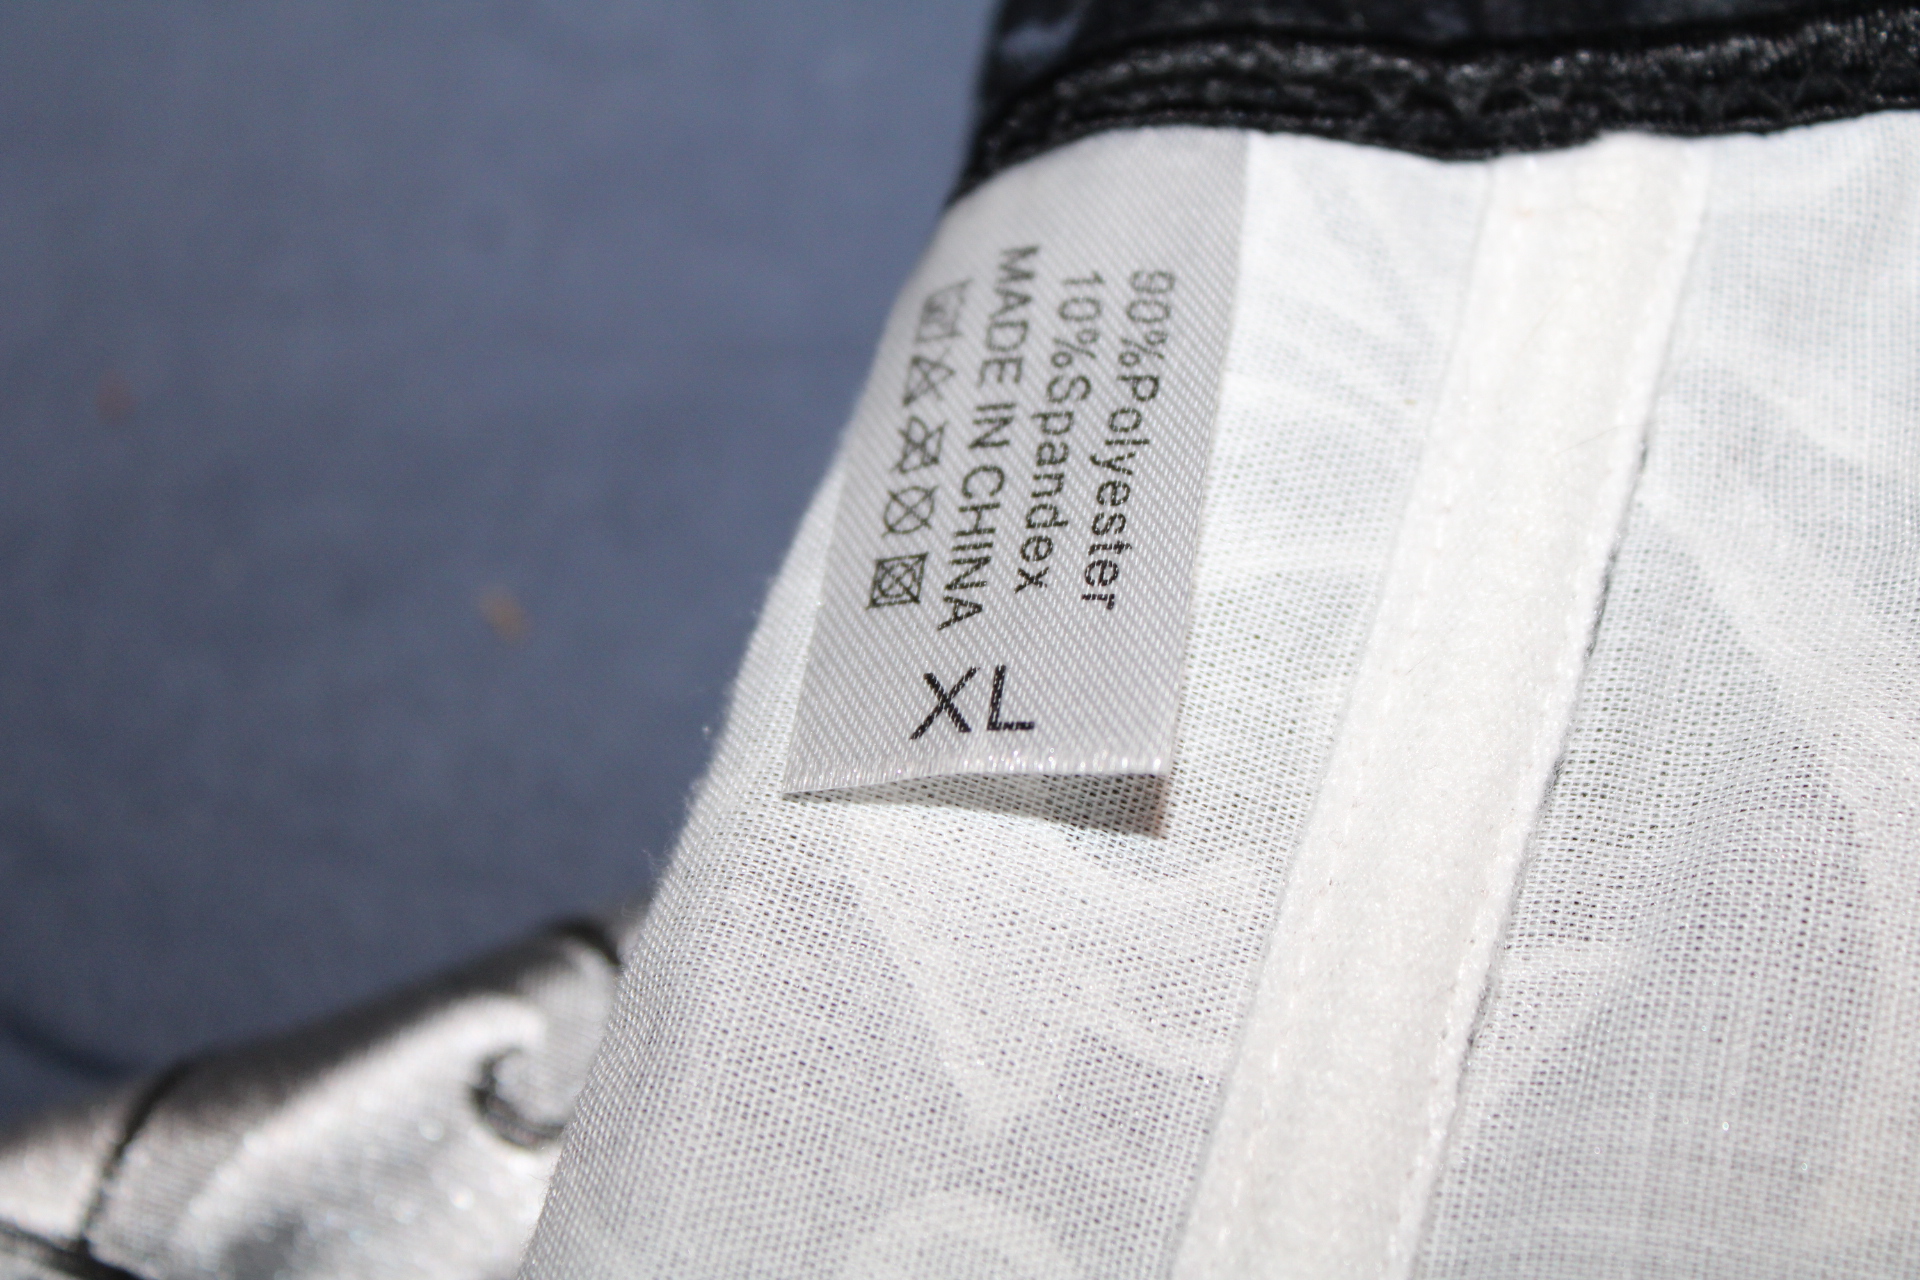 90%Polyester
10%Spandex
MADE IN CHINA
XL